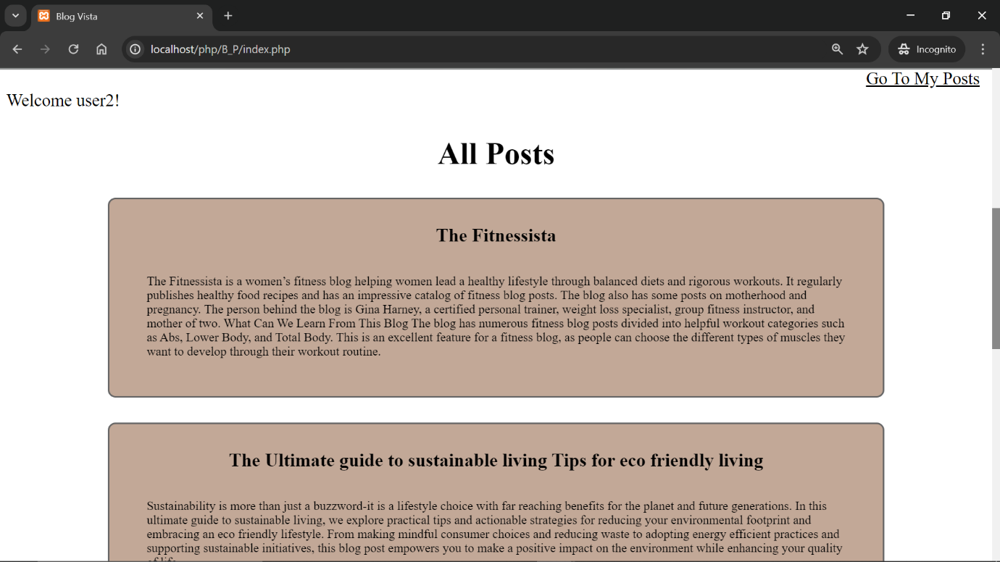 Blog Vista
localhost/php/B_P/index.php
Incognito
Go To My Posts
Welcome user2!
All Posts
The Fitnessista
The Fitnessista is a women’s fitness blog helping women lead a healthy lifestyle through balanced diets and rigorous workouts. It regularly
publishes healthy food recipes and has an impressive catalog of fitness blog posts. The blog also has some posts on motherhood and
pregnancy. The person behind the blog is Gina Harney, a certified personal trainer, weight loss specialist, group fitness instructor, and
mother of two. What Can We Learn From This Blog The blog has numerous fitness blog posts divided into helpful workout categories such
as Abs, Lower Body, and Total Body. This is an excellent feature for a fitness blog, as people can choose the different types of muscles they
want to develop through their workout routine.
The Ultimate guide to sustainable living Tips for eco friendly living
Sustainability is more than just a buzzword-it is a lifestyle choice with far reaching benefits for the planet and future generations. In this
ultimate guide to sustainable living, we explore practical tips and actionable strategies for reducing your environmental footprint and
embracing an eco friendly lifestyle. From making mindful consumer choices and reducing waste to adopting energy efficient practices and
supporting sustainable initiatives, this blog post empowers you to make a positive impact on the environment while enhancing your quality